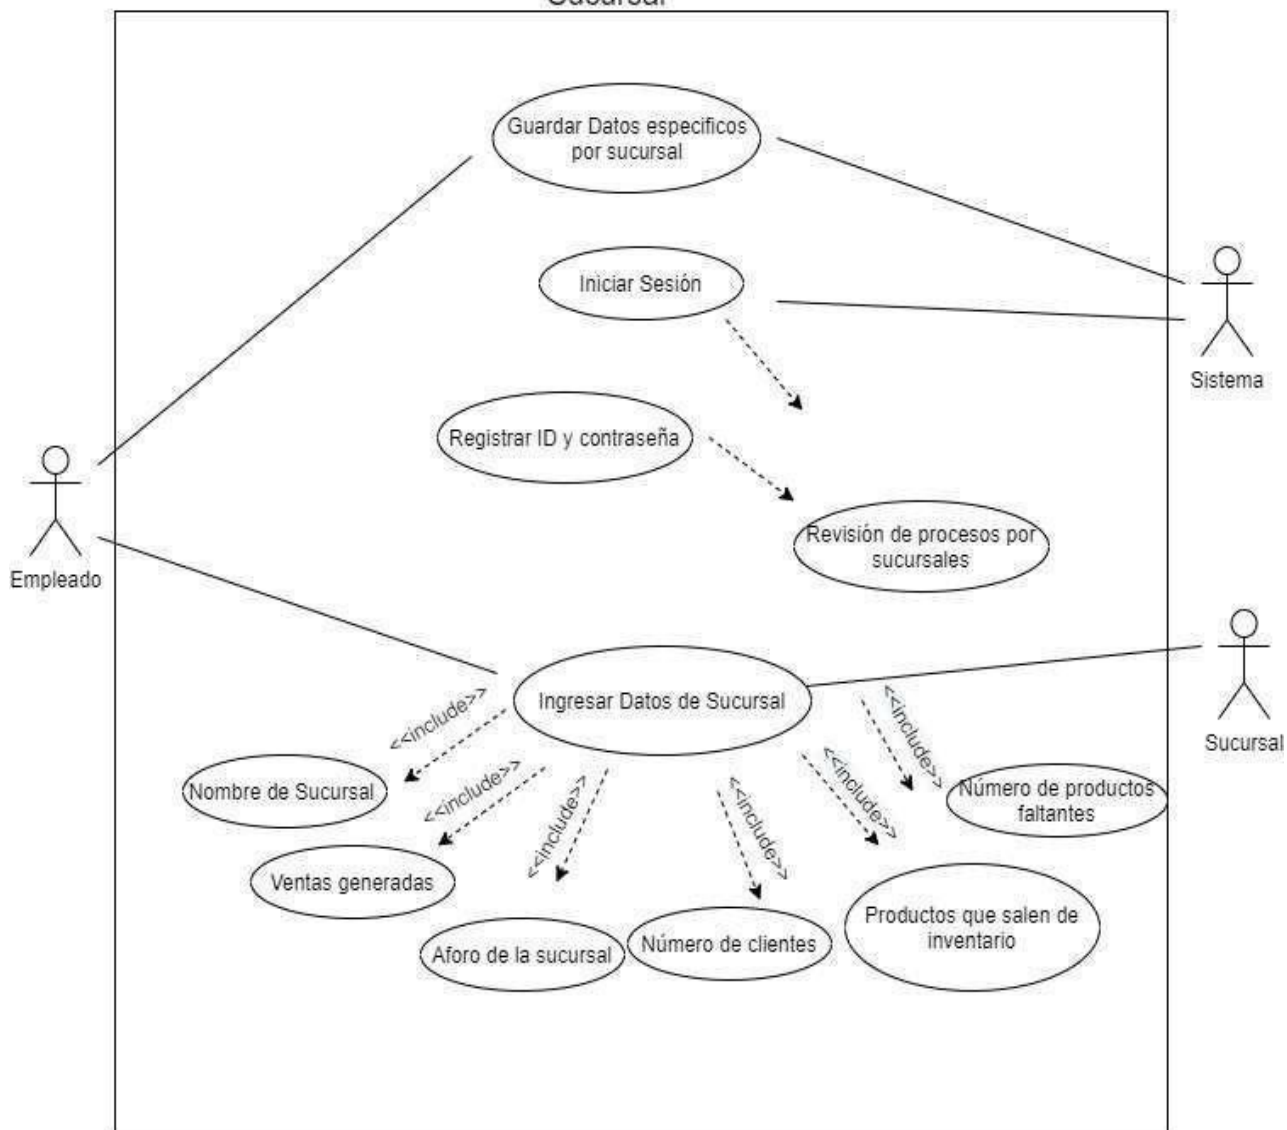 Sucursal
Guardar Datos especificos
por sucursal
Iniciar Sesión
Sistema
Registrar ID y contraseña
Revisión de procesos por
sucursales
Empleado
Ingresar Datos de Sucursal
Sucursal
<<include>>
<<include>>
<<include>>
<<include>>
<<include>>
<<include>>
Nombre de Sucursal
Número de productos
faltantes
Ventas generadas
Productos que salen de
inventario
Aforo de la sucursal
Número de clientes